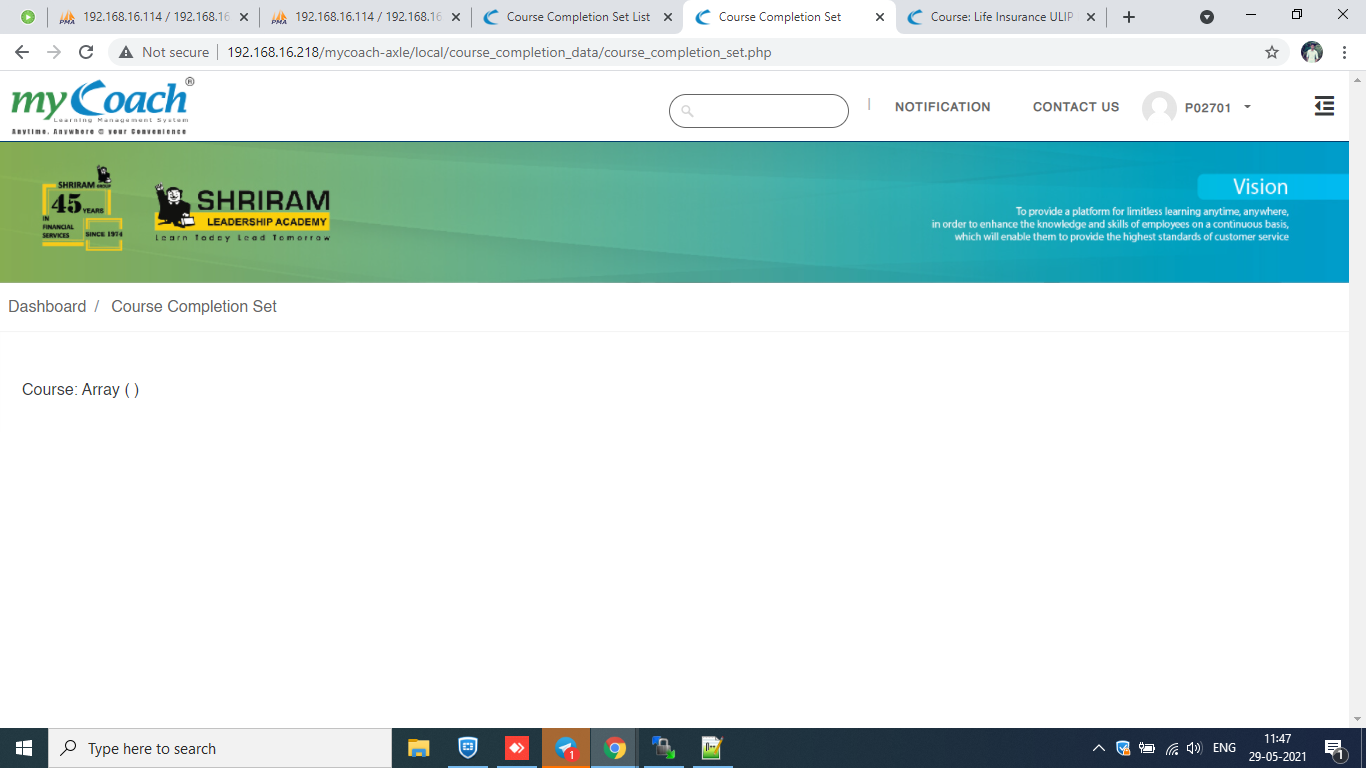 192.168.16.114 / 192.168.16
192.168.16.114 / 192.168.16
Course Completion Set List
Course Completion Set
Course: Life Insurance ULIP
Not secure
192.168.16.218/mycoach-axle/local/course_completion_data/course_completion_set.php
myCoach®
Learning Management System
Anytime. Anywhere @ your Convenience
NOTIFICATION
CONTACT US
P02701
SHRIRAM GROUP
45 YEARS
IN
FINANCIAL
SERVICES
SINCE 1974
SHRIRAM
LEADERSHIP ACADEMY
Learn Today Lead Tomorrow
Vision
To provide a platform for limitless learning anytime, anywhere,
in order to enhance the knowledge and skills of employees on a continuous basis,
which will enable them to provide the highest standards of customer service
Dashboard / Course Completion Set
Course: Array ( )
Type here to search
1
ENG
11:47
29-05-2021
1